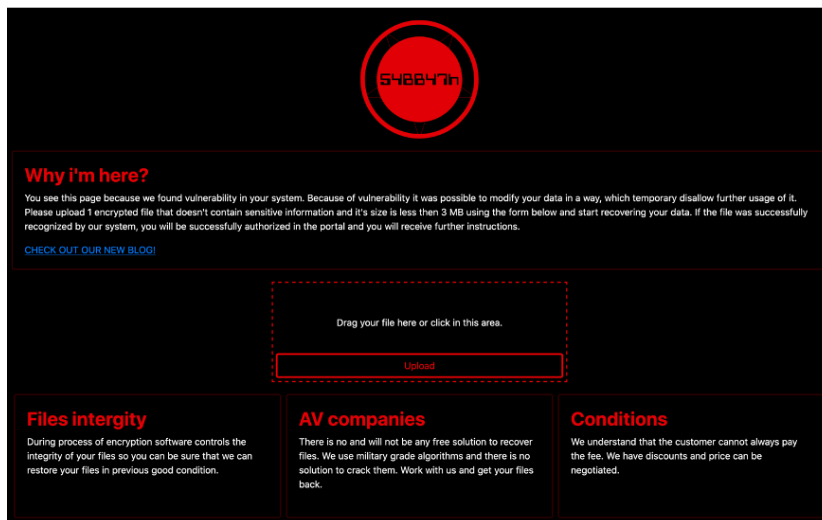 54BB47h
Why i'm here?
You see this page because we found vulnerability in your system. Because of vulnerability it was possible to modify your data in a way, which temporary disallow further usage of it.
Please upload 1 encrypted file that doesn't contain sensitive information and it's size is less then 3 MB using the form below and start recovering your data. If the file was successfully
recognized by our system, you will be successfully authorized in the portal and you will receive further instructions.
CHECK OUT OUR NEW BLOG!
Drag your file here or click in this area.
Upload
Files intergity
During process of encryption software controls the
integrity of your files so you can be sure that we can
restore your files in previous good condition.
AV companies
There is no and will not be any free solution to recover
files. We use military grade algorithms and there is no
solution to crack them. Work with us and get your files
back.
Conditions
We understand that the customer cannot always pay
the fee. We have discounts and price can be
negotiated.